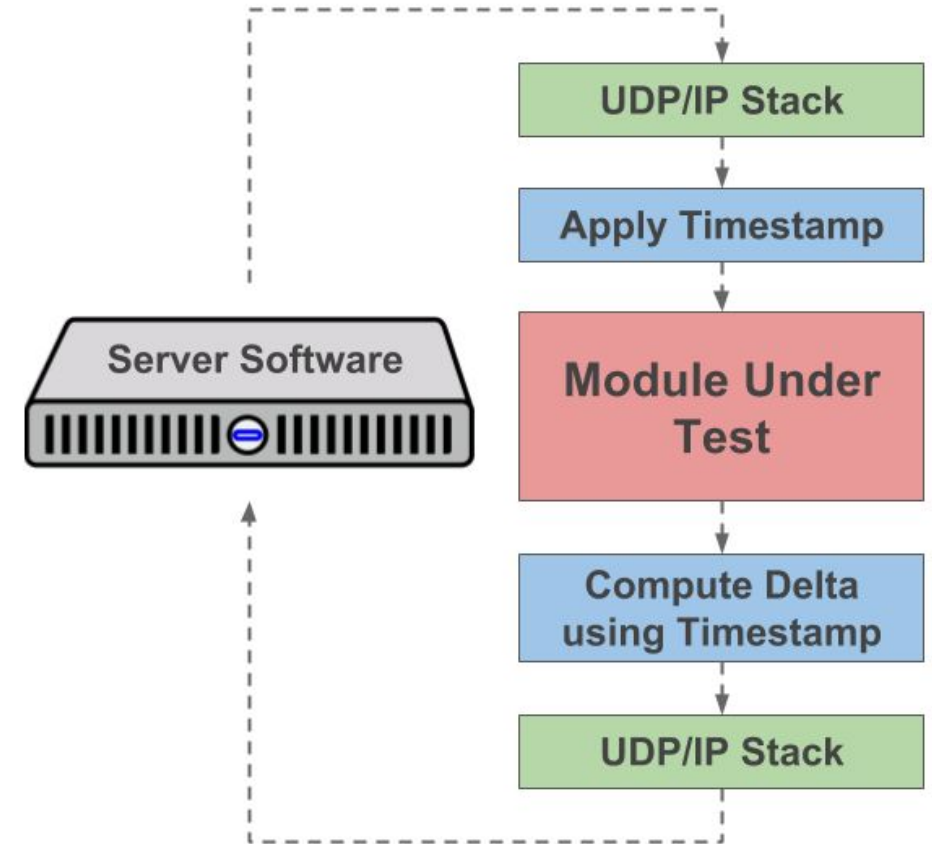 UDP/IP Stack
Apply Timestamp
Server Software
Module Under
Test
Compute Delta
using Timestamp
UDP/IP Stack